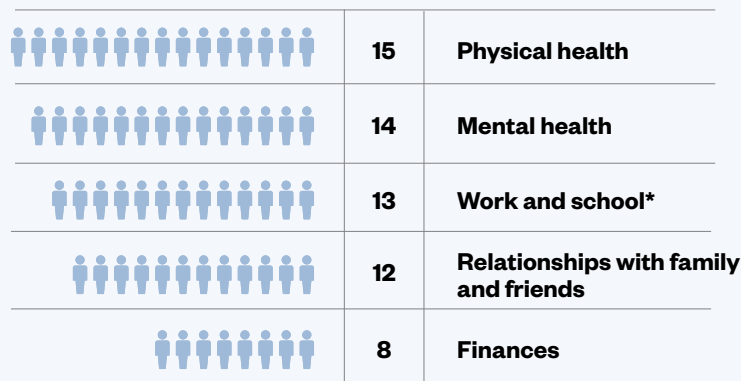 15 Physical health
14 Mental health
13 Work and school*
12 Relationships with family
and friends
8 Finances